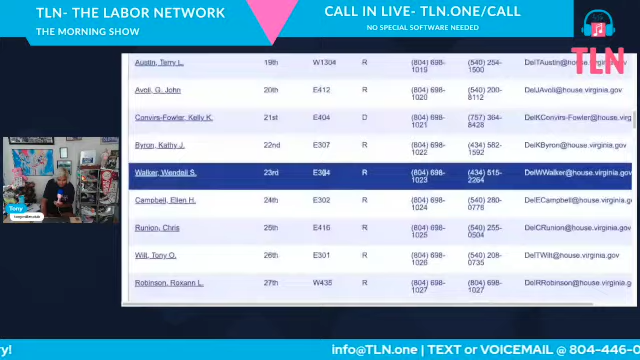 TLN- THE LABOR NETWORK
THE MORNING SHOW
CALL IN LIVE- TLN.ONE/CALL
NO SPECIAL SOFTWARE NEEDED
TLN
Austin, Terry L. 19th W1304 R (804) 698-1019 (540) 254-1500 DelTAustin@house.virginia.gov
Avoli, G. John 20th E412 R (804) 698-1020 (540) 200-8112 DelJAvoli@house.virginia.gov
Convirs-Fowler, Kelly K. 21st E404 D (804) 698-1021 (757) 364-8428 DelKConvirs-Fowler@house.virg
Byron, Kathy J. 22nd E307 R (804) 698-1022 (434) 582-1592 DelKByron@house.virginia.gov
Walker, Wendell S. 23rd E304 R (804) 698-1023 (434) 515-2264 DelWWalker@house.virginia.gov
Campbell, Ellen H. 24th E302 R (804) 698-1024 (540) 280-0776 DelECampbell@house.virginia.g
Runion, Chris 25th E416 R (804) 698-1025 (540) 255-0504 DelCRunion@house.virginia.gov
Wilt, Tony O. 26th E301 R (804) 698-1026 (540) 208-0735 DelTWilt@house.virginia.gov
Robinson, Roxann L. 27th W435 R (804) 698-1027 (804) 698-1027 DelRRobinson@house.virginia.g
Tony
ry!
info@TLN.one | TEXT or VOICEMAIL @ 804-446-0